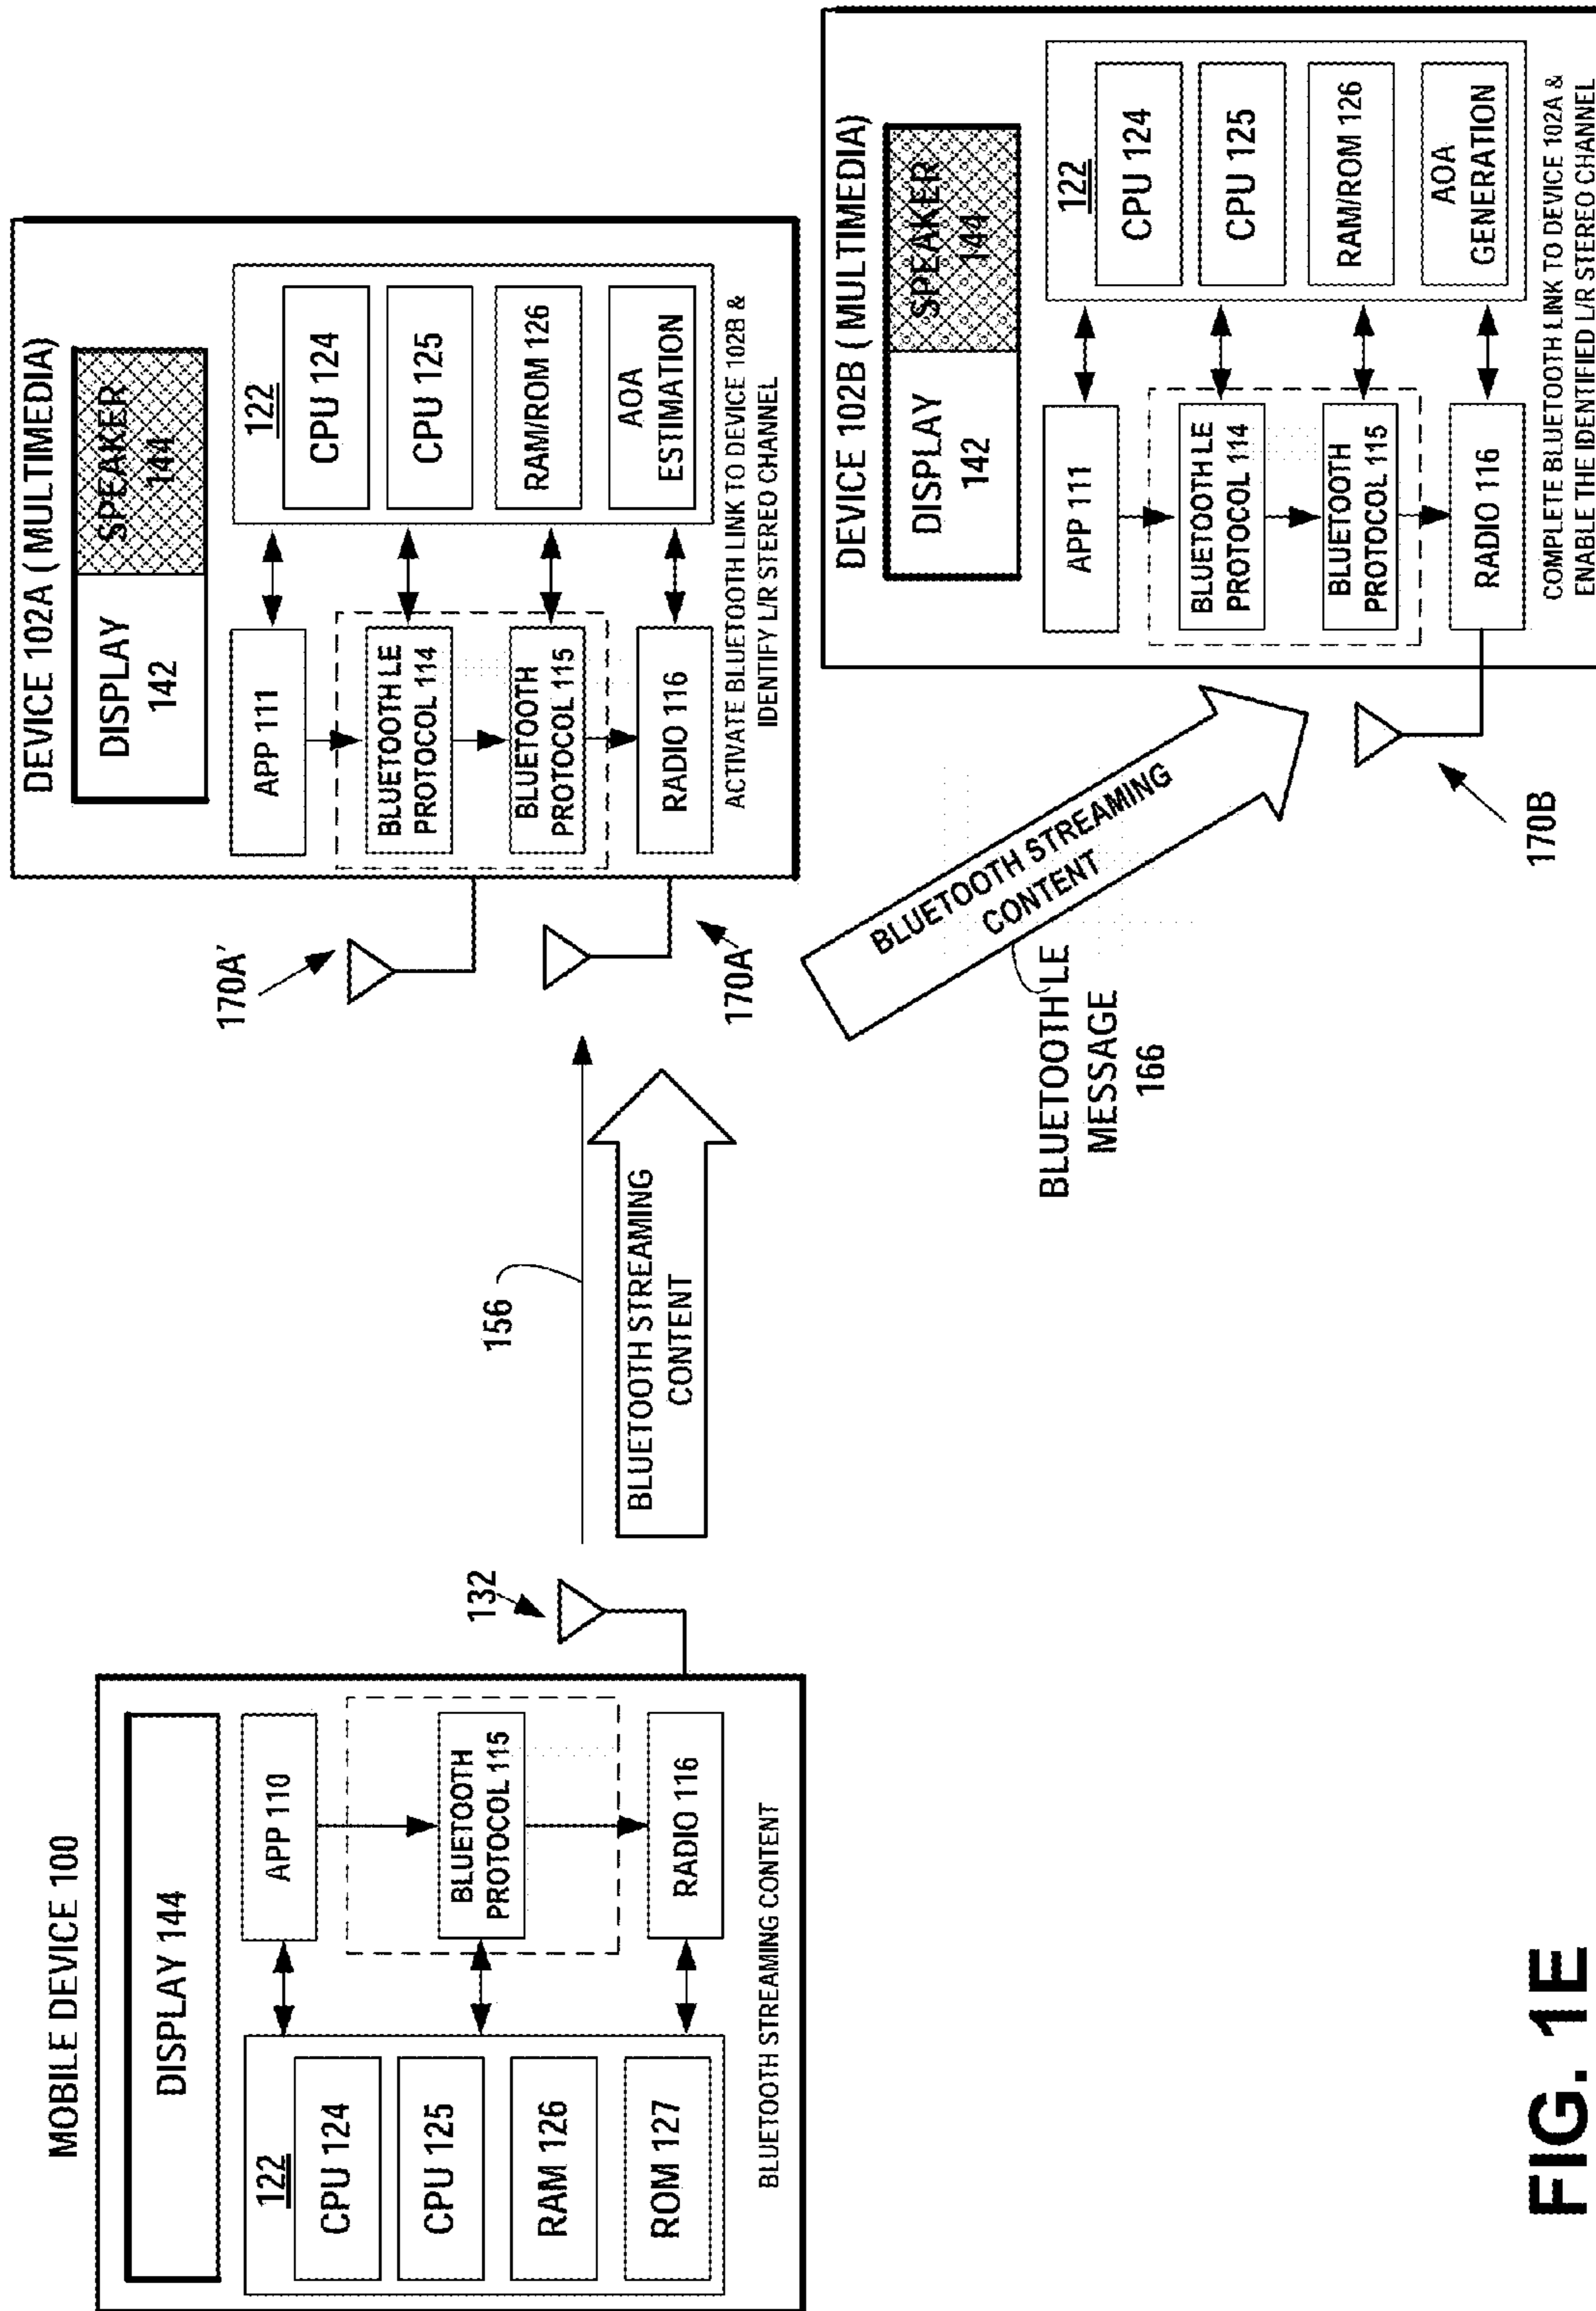 MOBILE DEVICE 100
DISPLAY 144
122
CPU 124
CPU 125
RAM 126
ROM 127
APP 110
BLUETOOTH
PROTOCOL 115
RADIO 116
BLUETOOTH STREAMING CONTENT
132
156
BLUETOOTH STREAMING
CONTENT
DEVICE 102A ( MULTIMEDIA)
DISPLAY
142
SPEAKER
144
APP 111
BLUETOOTH LE
PROTOCOL 114
BLUETOOTH
PROTOCOL 115
RADIO 116
122
CPU 124
CPU 125
RAM/ROM 126
AOA
ESTIMATION
ACTIVATE BLUETOOTH LINK TO DEVICE 102B &
IDENTIFY L/R STEREO CHANNEL
170A'
170A
BLUETOOTH STREAMING
CONTENT
BLUETOOTH LE
MESSAGE
166
DEVICE 102B ( MULTIMEDIA)
DISPLAY
142
SPEAKER
144
APP 111
BLUETOOTH LE
PROTOCOL 114
BLUETOOTH
PROTOCOL 115
RADIO 116
122
CPU 124
CPU 125
RAM/ROM 126
AOA
GENERATION
COMPLETE BLUETOOTH LINK TO DEVICE 102A &
ENABLE THE IDENTIFIED L/R STEREO CHANNEL
170B
FIG. 1E